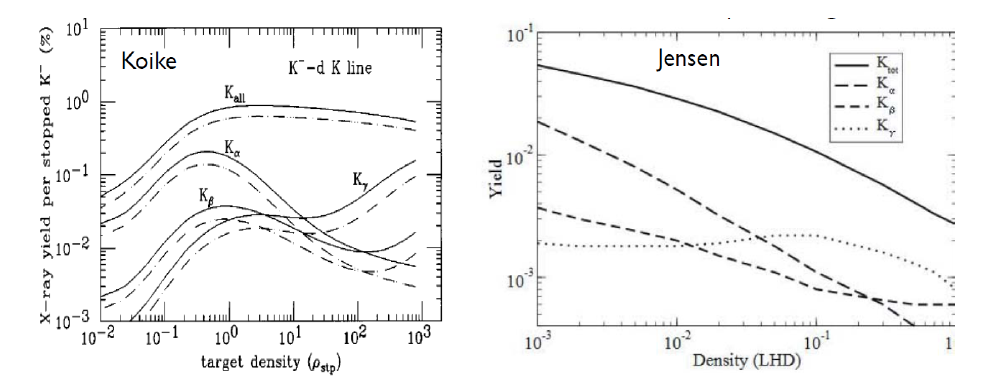 Koike
K⁻-d K line
K_all
K_α
K_β
K_γ
X-ray yield per stopped K⁻ (%)
10¹
10⁰
10⁻¹
10⁻²
10⁻³
10⁻² 10⁻¹ 10⁰ 10¹ 10² 10³
target density (ρ_stp)
Jensen
K_tot
K_α
K_β
K_γ
Yield
10⁻¹
10⁻²
10⁻³
10⁻³ 10⁻² 10⁻¹ 1
Density (LHD)